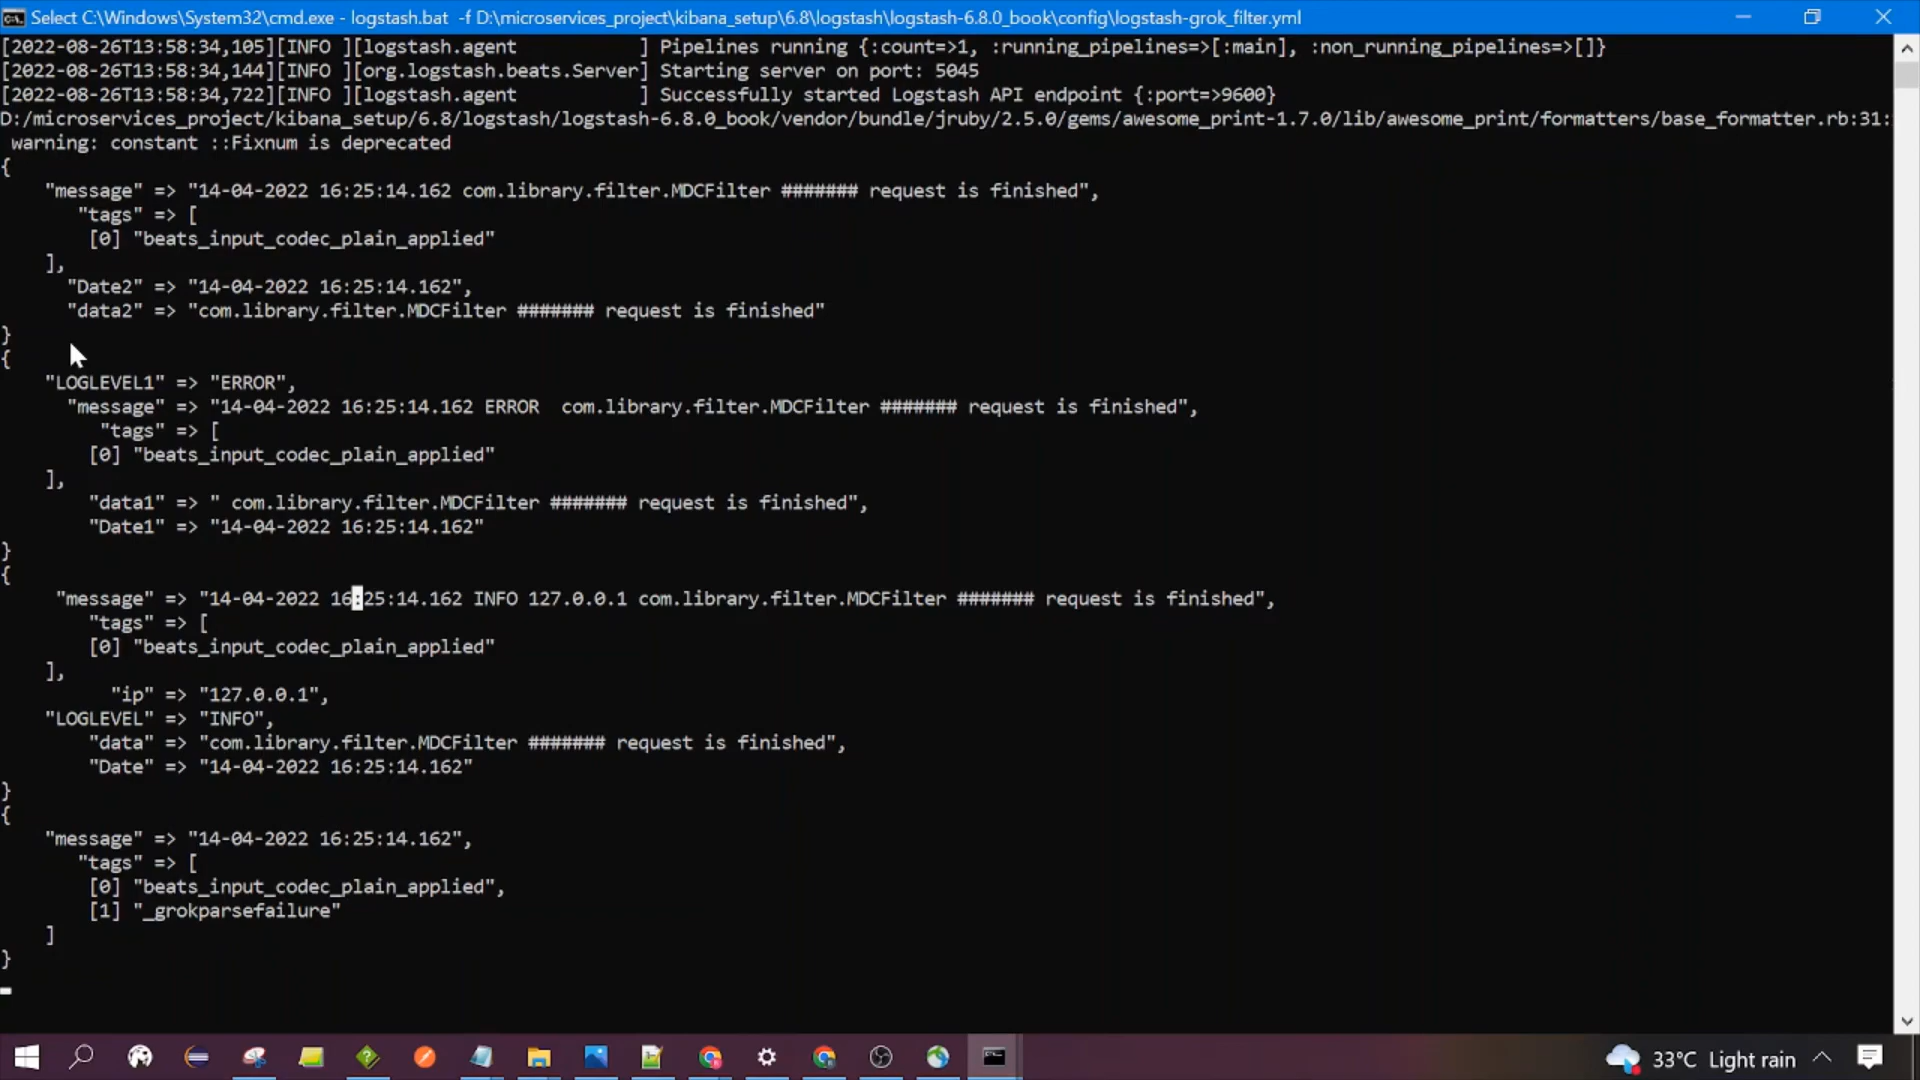 Select C:\Windows\System32\cmd.exe - logstash.bat  -f D:\microservices_project\kibana_setup\6.8\logstash\logstash-6.8.0_book\config\logstash-grok_filter.yml
[2022-08-26T13:58:34,105][INFO ][logstash.agent           ] Pipelines running {:count=>1, :running_pipelines=>[:main], :non_running_pipelines=>[]}
[2022-08-26T13:58:34,144][INFO ][org.logstash.beats.Server] Starting server on port: 5045
[2022-08-26T13:58:34,722][INFO ][logstash.agent           ] Successfully started Logstash API endpoint {:port=>9600}
D:/microservices_project/kibana_setup/6.8/logstash/logstash-6.8.0_book/vendor/bundle/jruby/2.5.0/gems/awesome_print-1.7.0/lib/awesome_print/formatters/base_formatter.rb:31:
 warning: constant ::Fixnum is deprecated
{
    "message" => "14-04-2022 16:25:14.162 com.library.filter.MDCFilter ####### request is finished",
       "tags" => [
        [0] "beats_input_codec_plain_applied"
    ],
      "Date2" => "14-04-2022 16:25:14.162",
      "data2" => "com.library.filter.MDCFilter ####### request is finished"
}
{
    "LOGLEVEL1" => "ERROR",
      "message" => "14-04-2022 16:25:14.162 ERROR  com.library.filter.MDCFilter ####### request is finished",
         "tags" => [
        [0] "beats_input_codec_plain_applied"
    ],
        "data1" => " com.library.filter.MDCFilter ####### request is finished",
        "Date1" => "14-04-2022 16:25:14.162"
}
{
     "message" => "14-04-2022 16:25:14.162 INFO 127.0.0.1 com.library.filter.MDCFilter ####### request is finished",
        "tags" => [
        [0] "beats_input_codec_plain_applied"
    ],
          "ip" => "127.0.0.1",
    "LOGLEVEL" => "INFO",
        "data" => "com.library.filter.MDCFilter ####### request is finished",
        "Date" => "14-04-2022 16:25:14.162"
}
{
    "message" => "14-04-2022 16:25:14.162",
       "tags" => [
        [0] "beats_input_codec_plain_applied",
        [1] "_grokparsefailure"
    ]
}
33°C Light rain